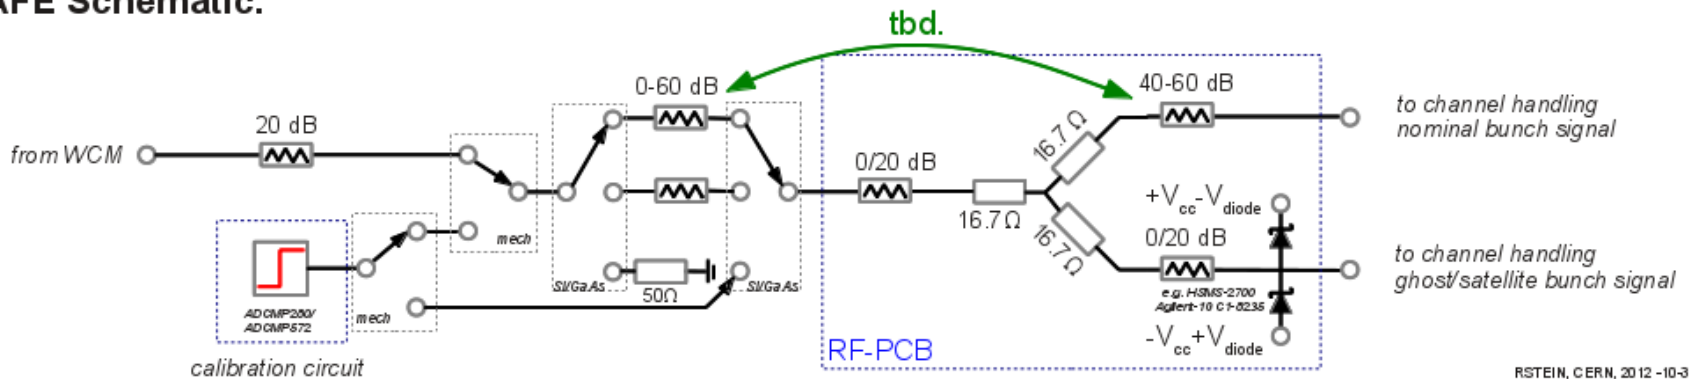 AFE Schematic.
tbd.
0-60 dB
40-60 dB
to channel handling
nominal bunch signal
20 dB
from WCM
16.7 Ω
0/20 dB
16.7Ω
16.7Ω
+Vcc-Vdiode
0/20 dB
mech
to channel handling
ghost/satellite bunch signal
SI/GaAs
50Ω
SI/GaAs
e.g. HSMS-2700
Agilent-10 C1-8235
ADCMP280/
ADCMP572
mech
-Vcc+Vdiode
RF-PCB
calibration circuit
RSTEIN, CERN, 2012 -10-3